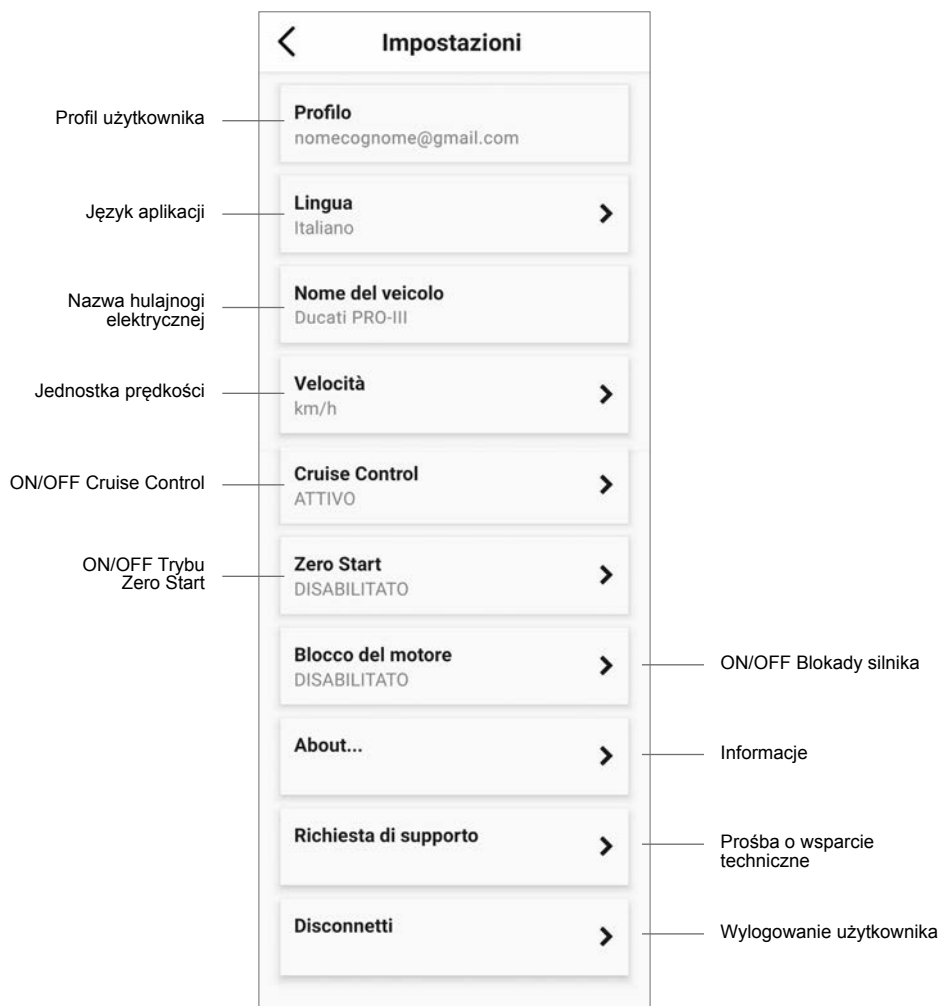 Impostazioni
Profil użytkownika
Profilo
nomecognome@gmail.com
Język aplikacji
Lingua
Italiano
Nazwa hulajnogi
elektrycznej
Nome del veicolo
Ducati PRO-III
Jednostka prędkości
Velocità
km/h
ON/OFF Cruise Control
Cruise Control
ATTIVO
ON/OFF Trybu
Zero Start
Zero Start
DISABILITATO
Blocco del motore
DISABILITATO
ON/OFF Blokady silnika
About...
Informacje
Richiesta di supporto
Prośba o wsparcie
techniczne
Disconnetti
Wylogowanie użytkownika